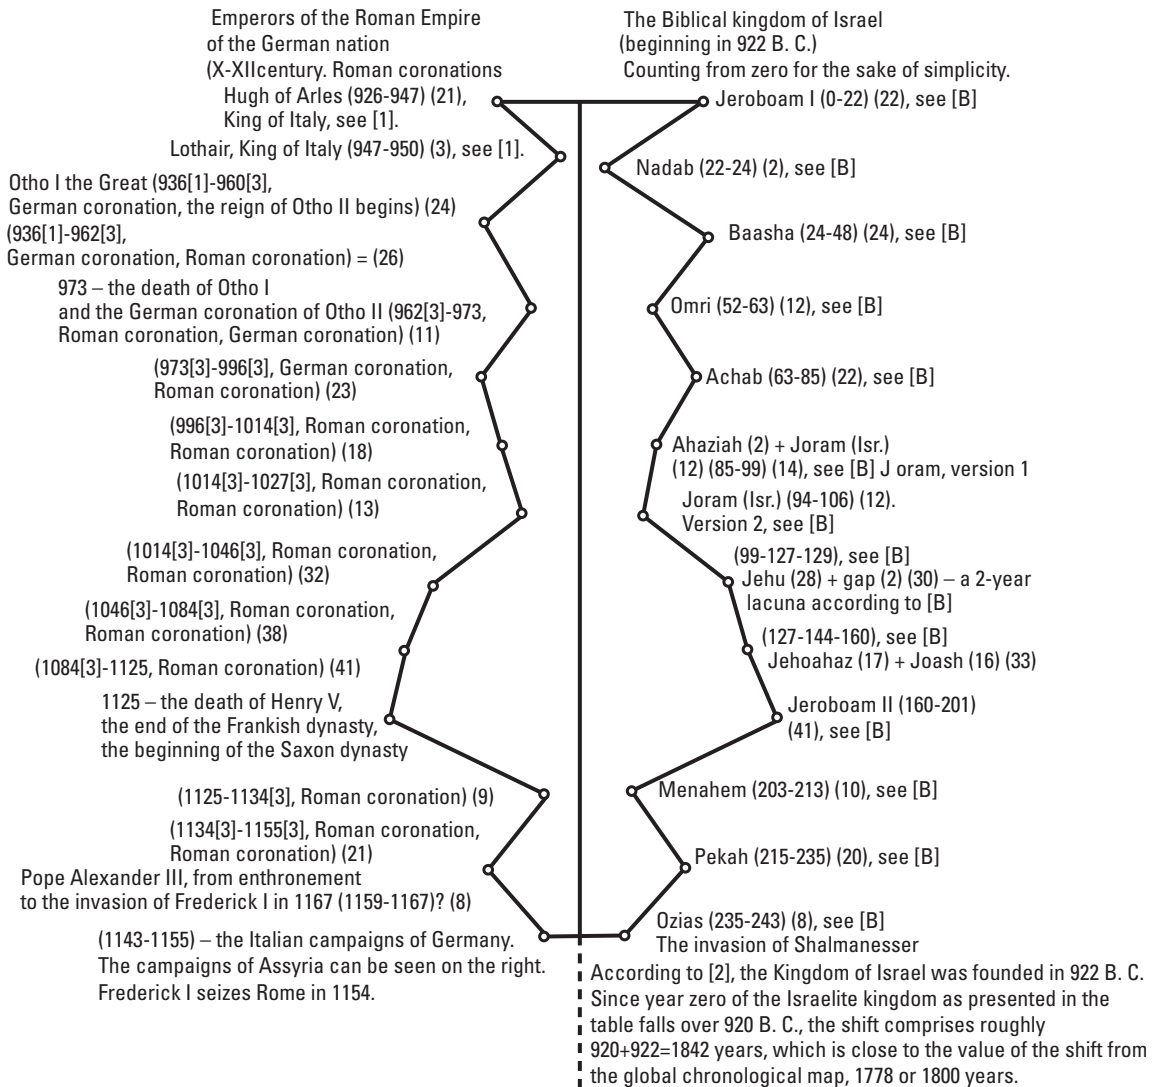 Emperors of the Roman Empire
of the German nation
(X-XIIcentury. Roman coronations
Hugh of Arles (926-947) (21),
King of Italy, see [1].
Lothair, King of Italy (947-950) (3), see [1].
Otho I the Great (936[1]-960[3],
German coronation, the reign of Otho II begins) (24)
(936[1]-962[3],
German coronation, Roman coronation) = (26)
973 – the death of Otho I
and the German coronation of Otho II (962[3]-973,
Roman coronation, German coronation) (11)
(973[3]-996[3], German coronation,
Roman coronation) (23)
(996[3]-1014[3], Roman coronation,
Roman coronation) (18)
(1014[3]-1027[3], Roman coronation,
Roman coronation) (13)
(1014[3]-1046[3], Roman coronation,
Roman coronation) (32)
(1046[3]-1084[3], Roman coronation,
Roman coronation) (38)
(1084[3]-1125, Roman coronation) (41)
1125 – the death of Henry V,
the end of the Frankish dynasty,
the beginning of the Saxon dynasty
(1125-1134[3], Roman coronation) (9)
(1134[3]-1155[3], Roman coronation,
Roman coronation) (21)
Pope Alexander III, from enthronement
to the invasion of Frederick I in 1167 (1159-1167)? (8)
(1143-1155) – the Italian campaigns of Germany.
The campaigns of Assyria can be seen on the right.
Frederick I seizes Rome in 1154.
The Biblical kingdom of Israel
(beginning in 922 B. C.)
Counting from zero for the sake of simplicity.
Jeroboam I (0-22) (22), see [B]
Nadab (22-24) (2), see [B]
Baasha (24-48) (24), see [B]
Omri (52-63) (12), see [B]
Achab (63-85) (22), see [B]
Ahaziah (2) + Joram (Isr.)
(12) (85-99) (14), see [B] J oram, version 1
Joram (Isr.) (94-106) (12).
Version 2, see [B]
(99-127-129), see [B]
Jehu (28) + gap (2) (30) – a 2-year
lacuna according to [B]
(127-144-160), see [B]
Jehoahaz (17) + Joash (16) (33)
Jeroboam II (160-201)
(41), see [B]
Menahem (203-213) (10), see [B]
Pekah (215-235) (20), see [B]
Ozias (235-243) (8), see [B]
The invasion of Shalmanesser
According to [2], the Kingdom of Israel was founded in 922 B. C.
Since year zero of the Israelite kingdom as presented in the
table falls over 920 B. C., the shift comprises roughly
920+922=1842 years, which is close to the value of the shift from
the global chronological map, 1778 or 1800 years.